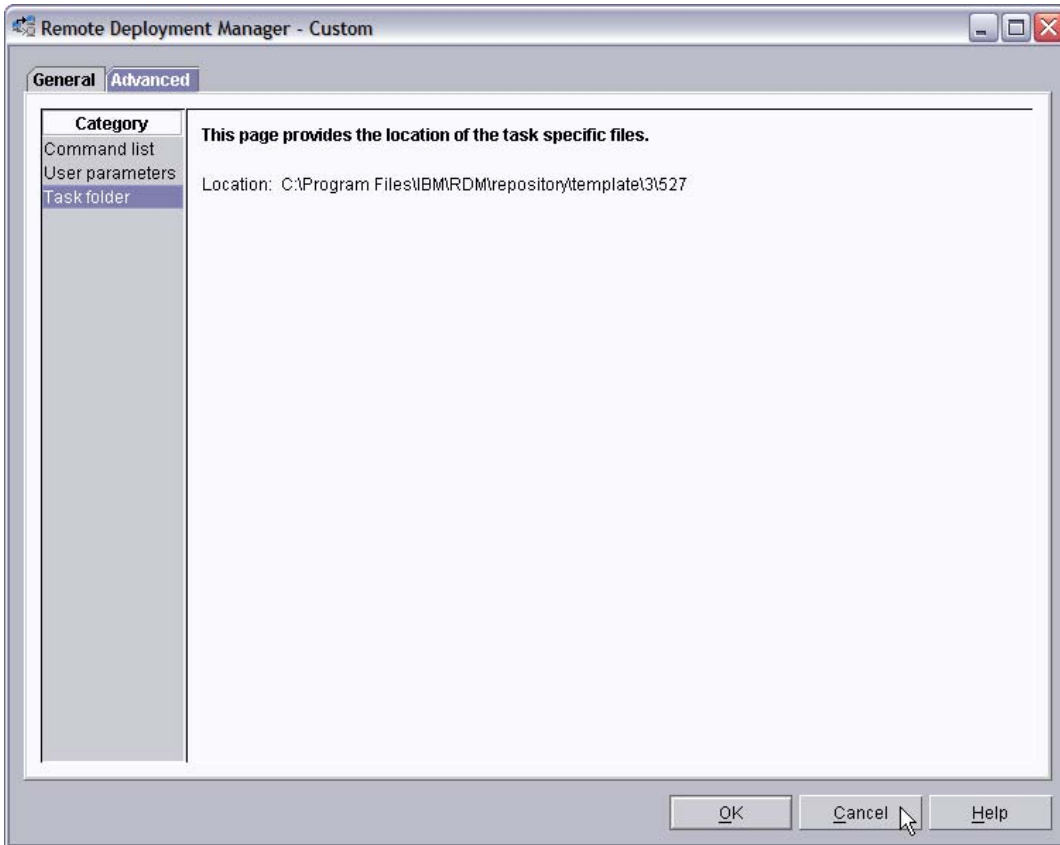 Remote Deployment Manager - Custom
General Advanced
Category
Command list
User parameters
Task folder
This page provides the location of the task specific files.
Location: C:\Program Files\IBM\RDM\repository\template\3\527
OK Cancel Help